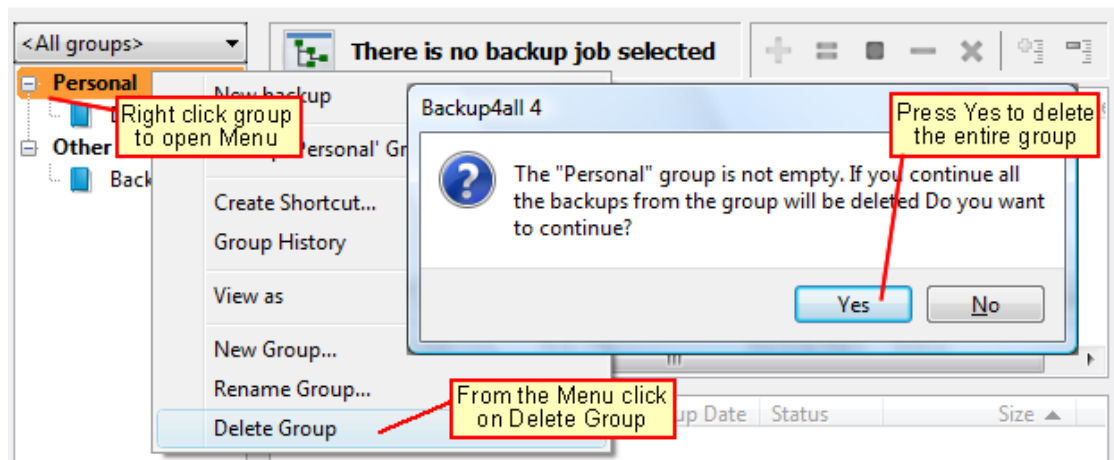 <All groups>
There is no backup job selected
Personal
Right click group
to open Menu
Other
Back
New backup
Personal' Gr
Create Shortcut...
Group History
View as
New Group...
Rename Group...
Delete Group
Backup4all 4
Press Yes to delete
the entire group
The "Personal" group is not empty. If you continue all
the backups from the group will be deleted Do you want
to continue?
Yes
No
From the Menu click
on Delete Group
up Date
Status
Size